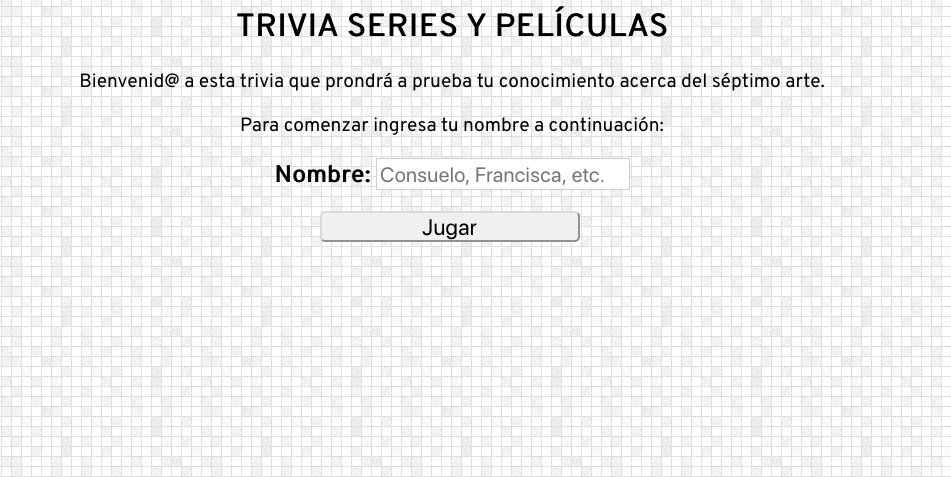 TRIVIA SERIES Y PELÍCULAS
Bienvenid@ a esta trivia que prondrá a prueba tu conocimiento acerca del séptimo arte.
Para comenzar ingresa tu nombre a continuación:
Nombre: Consuelo, Francisca, etc.
Jugar